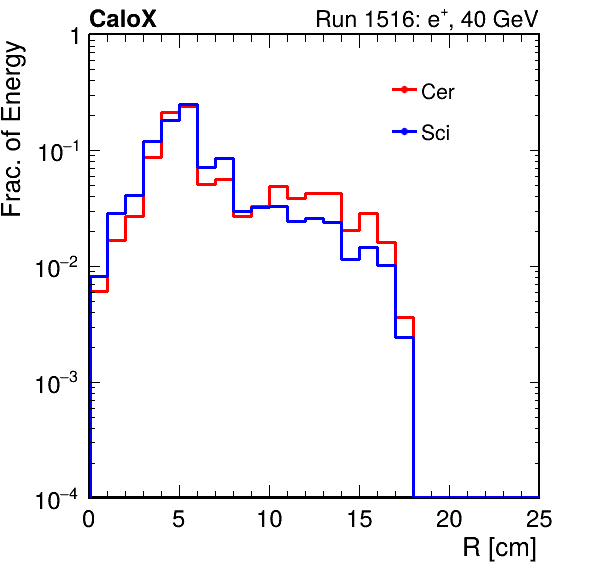 CaloX Run 1516: e⁺, 40 GeV
Frac. of Energy
1
10⁻¹
10⁻²
10⁻³
10⁻⁴
Cer
Sci
0 5 10 15 20 25
R [cm]